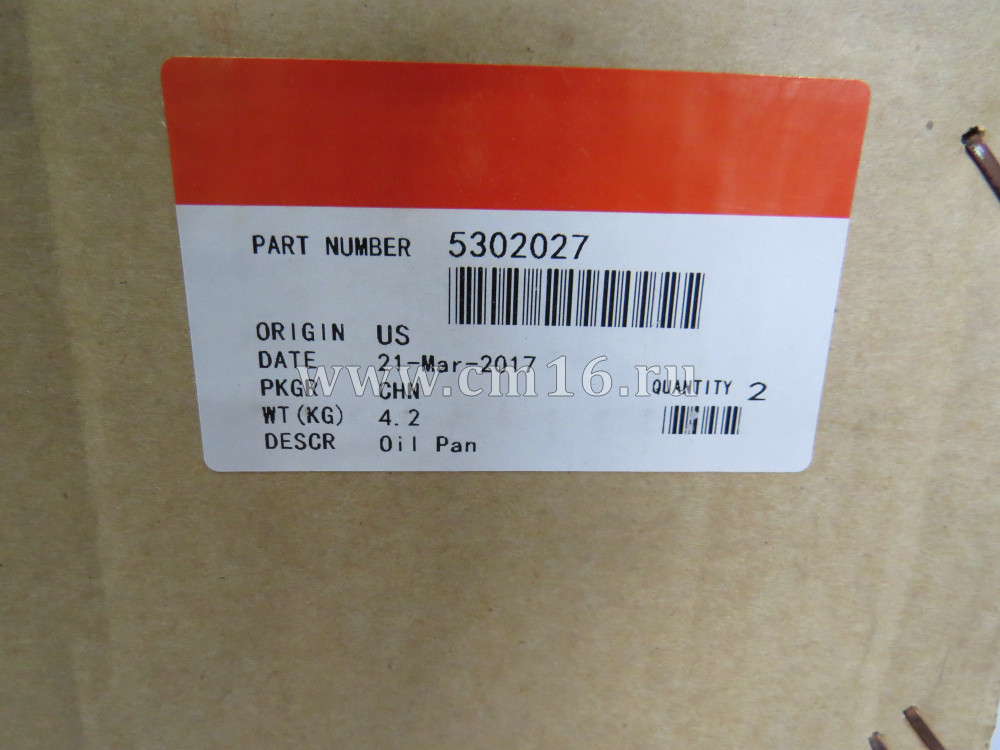 PART NUMBER 5302027
ORIGIN US
DATE 21-Mar-2017
www.cm16.ru
PKGR CHN QUANTITY 2
WT(KG) 4.2
DESCR Oil Pan